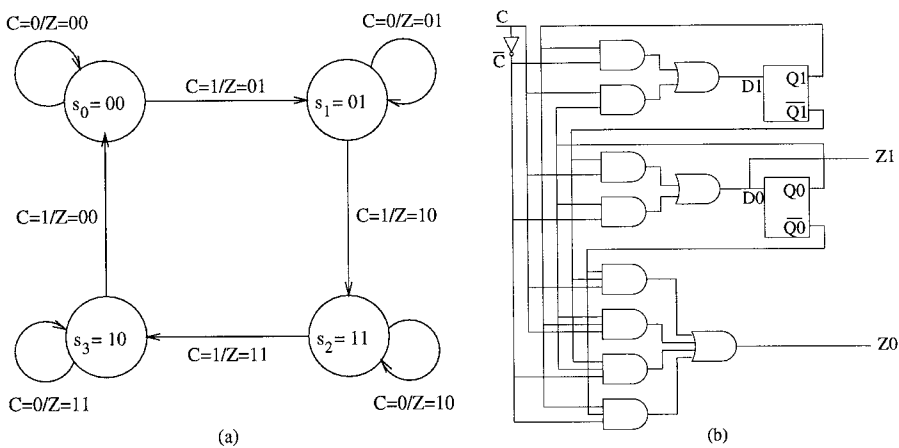 C=0/Z=00
C=0/Z=01
s0= 00
C=1/Z=01
s1= 01
C=1/Z=00
C=1/Z=10
s3= 10
C=1/Z=11
s2= 11
C=0/Z=11
C=0/Z=10
(a)
C
C̅
D1
Q1
Q̅1̅
Z1
D0
Q0
Q̅0̅
Z0
(b)